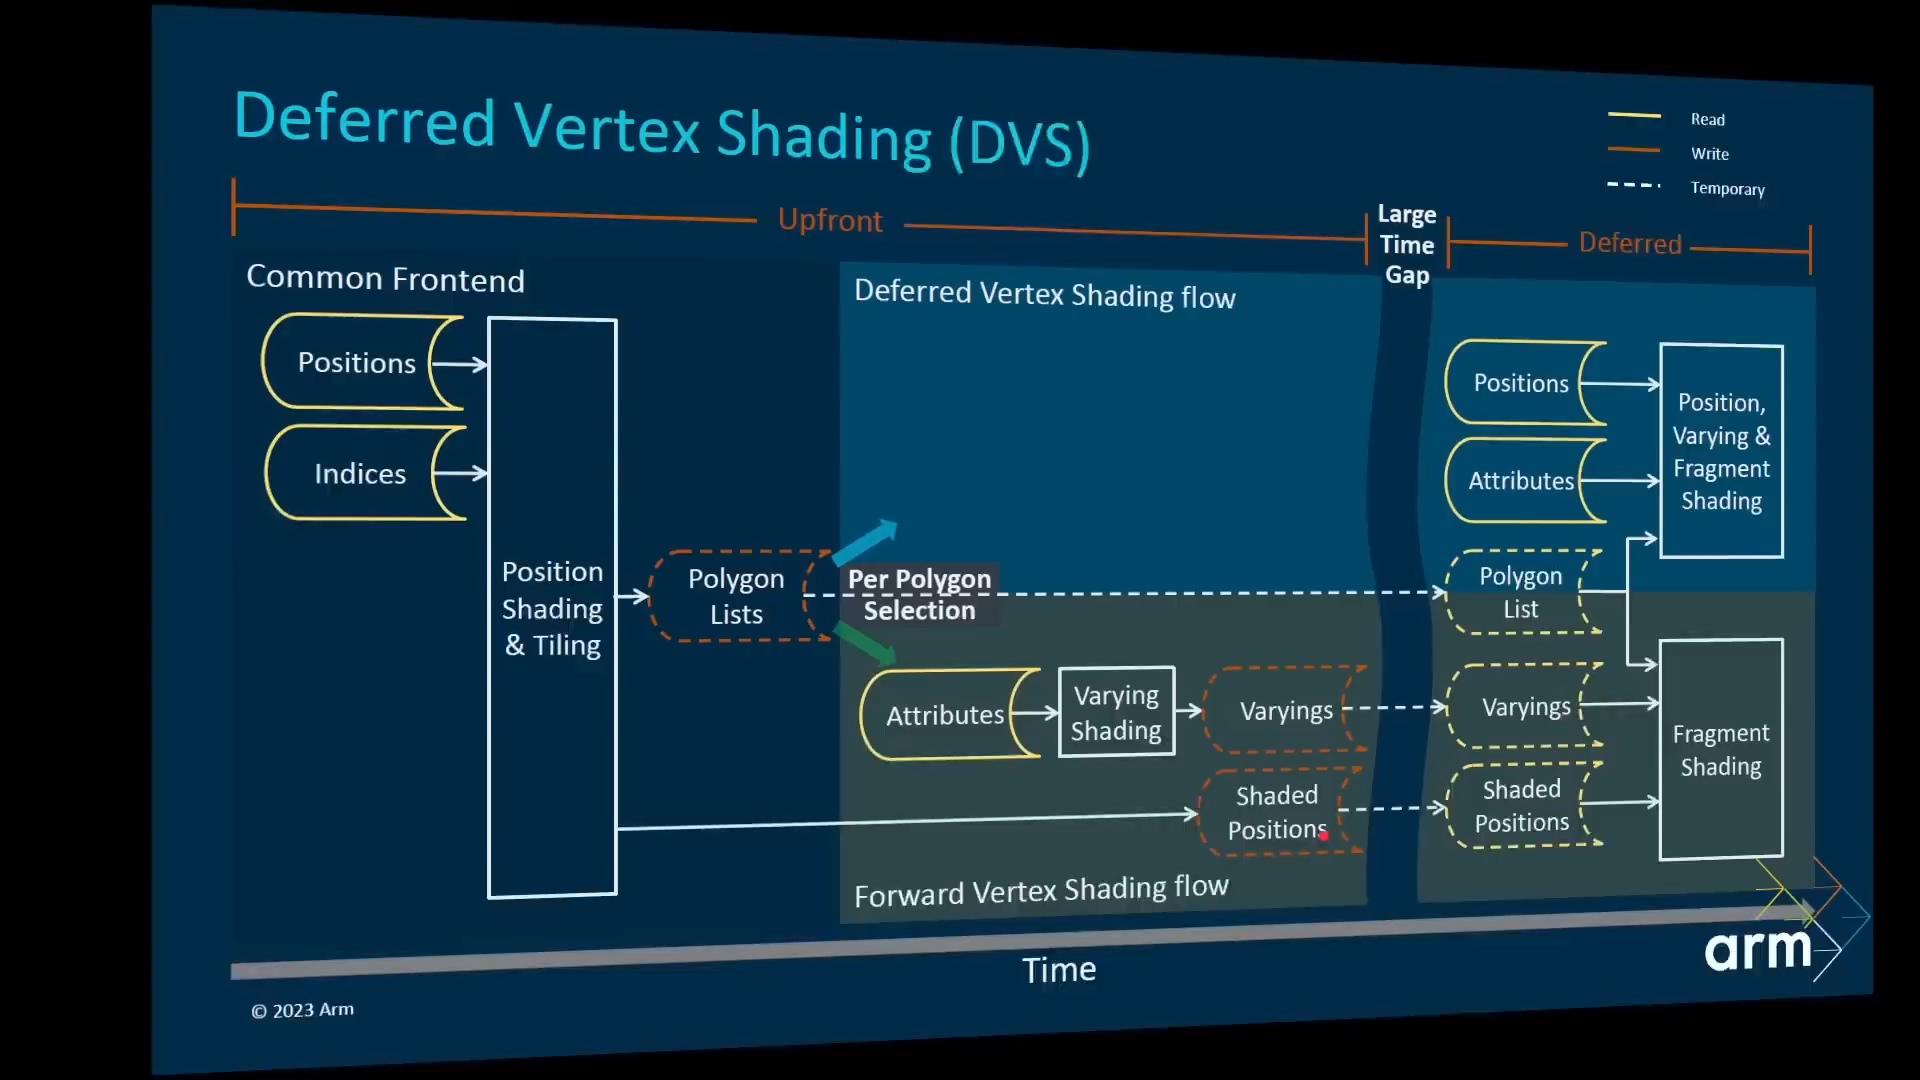 Deferred Vertex Shading (DVS)
Read
Write
Temporary
Upfront
Large
Time
Gap
Deferred
Common Frontend
Deferred Vertex Shading flow
Positions
Indices
Position
Shading
& Tiling
Polygon
Lists
Per Polygon
Selection
Attributes
Varying
Shading
Varyings
Shaded
Positions
Forward Vertex Shading flow
Positions
Attributes
Polygon
List
Varyings
Shaded
Positions
Position,
Varying &
Fragment
Shading
Fragment
Shading
Time
arm
© 2023 Arm